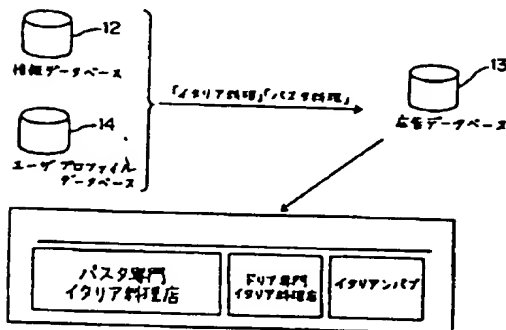 12
情報データベース
14
ユーザプロファイル
データベース
「イタリア料理」「パスタ料理」
13
広告データベース
パスタ専門
イタリア料理店
ドリア専門
イタリア料理店
イタリアンパブ